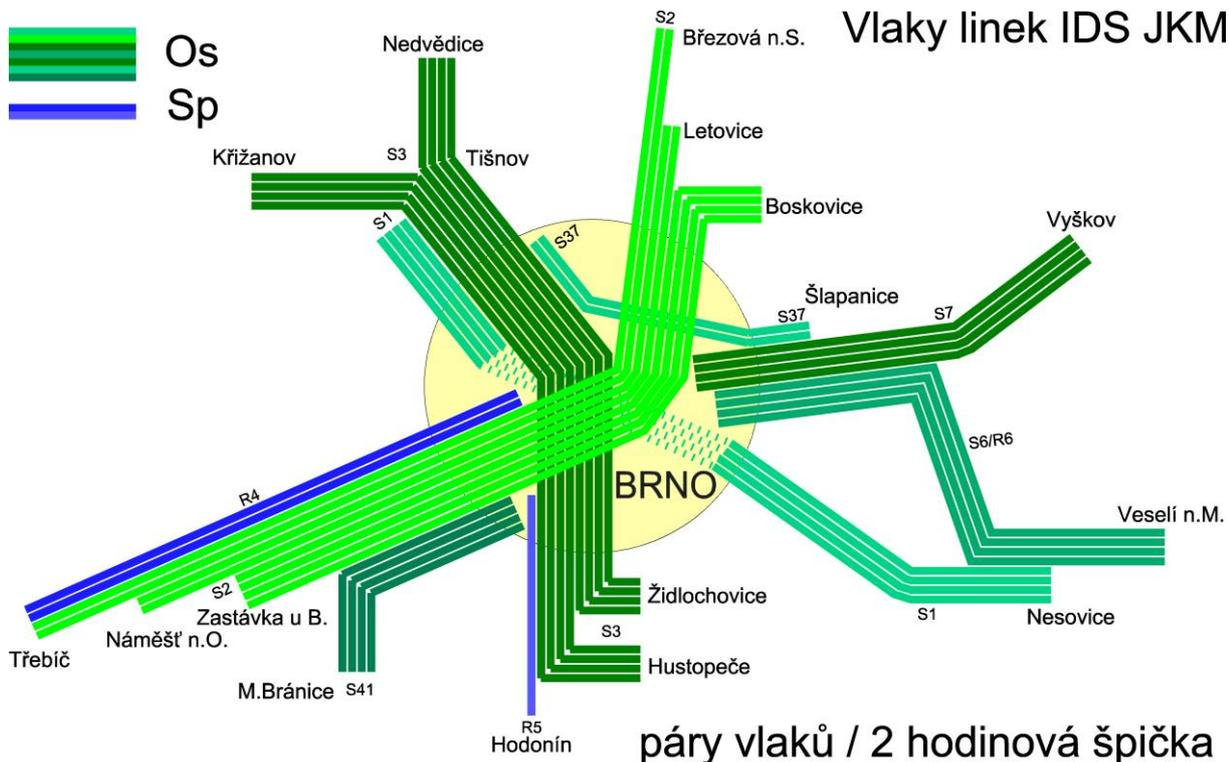 Vlaky linek IDS JKM
Os
Sp
Nedvědice
S2
Březová n.S.
Letovice
Křižanov
S3
Tišnov
S1
S37
Boskovice
Vyškov
Šlapanice
S37
S7
BRNO
S6/R6
R4
Veselí n.M.
S2
Zastávka u B.
Náměšť n.O.
Třebíč
Židlochovice
S3
S1
Nesovice
Hustopeče
M.Bránice
S41
R5
Hodonín
páry vlaků / 2 hodinová špička